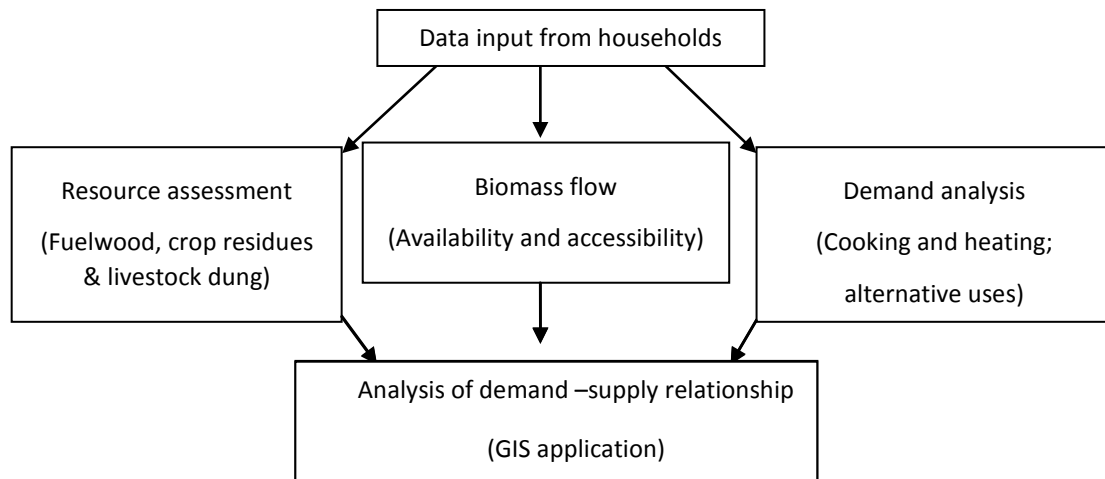 Data input from households
Resource assessment
(Fuelwood, crop residues
& livestock dung)
Biomass flow
(Availability and accessibility)
Demand analysis
(Cooking and heating;
alternative uses)
Analysis of demand –supply relationship
(GIS application)